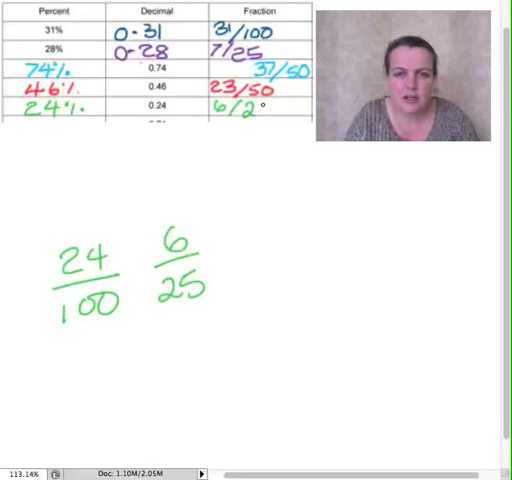 Percent Decimal Fraction
31% 0.31 31/100
28% 0.28 7/25
74% 0.74 37/50
46% 0.46 23/50
24% 0.24 6/2
24 6
100 25
113.14% Doc: 1.10M/2.05M